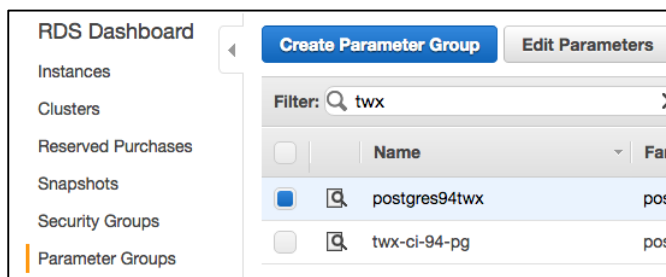 RDS Dashboard
Instances
Clusters
Reserved Purchases
Snapshots
Security Groups
Parameter Groups
Create Parameter Group Edit Parameters
Filter: twx
Name
postgres94twx
twx-ci-94-pg